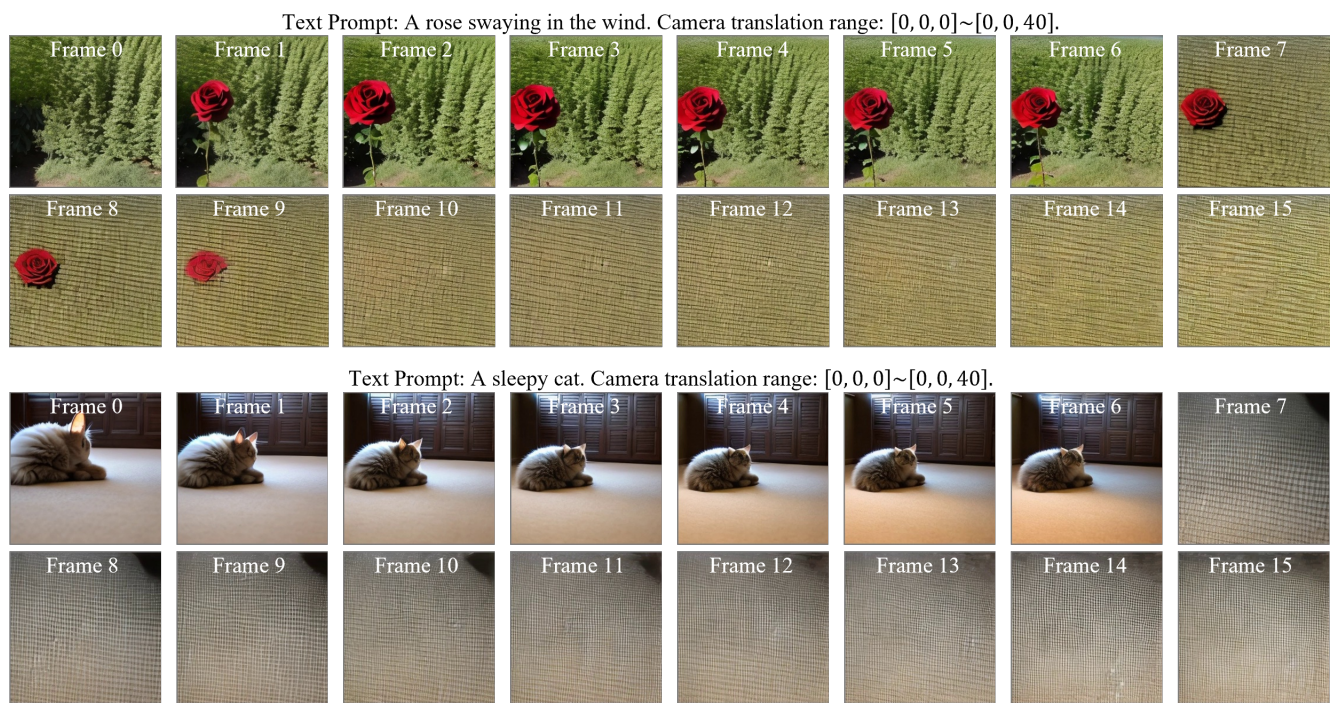 Text Prompt: A rose swaying in the wind. Camera translation range: [0, 0, 0]~[0, 0, 40].
Frame 0 Frame 1 Frame 2 Frame 3 Frame 4 Frame 5 Frame 6 Frame 7
Frame 8 Frame 9 Frame 10 Frame 11 Frame 12 Frame 13 Frame 14 Frame 15
Text Prompt: A sleepy cat. Camera translation range: [0, 0, 0]~[0, 0, 40].
Frame 0 Frame 1 Frame 2 Frame 3 Frame 4 Frame 5 Frame 6 Frame 7
Frame 8 Frame 9 Frame 10 Frame 11 Frame 12 Frame 13 Frame 14 Frame 15